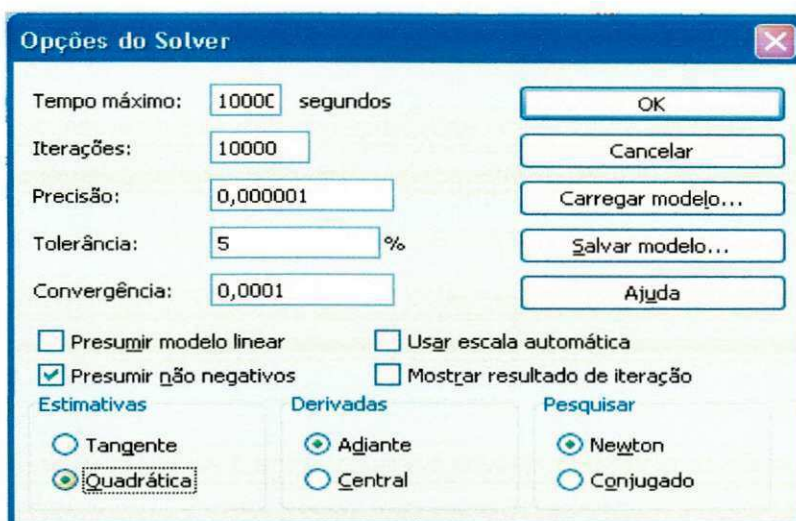 Opções do Solver
Tempo máximo: 1000C segundos
OK
Iterações: 10000
Cancelar
Precisão: 0,000001
Carregar modelo...
Tolerância: 5 %
Salvar modelo...
Convergência: 0,0001
Ajuda
Presumir modelo linear
Usar escala automática
Presumir não negativos
Mostrar resultado de iteração
Estimativas
Derivadas
Pesquisar
Tangente
Adiante
Newton
Quadrática
Central
Conjugado